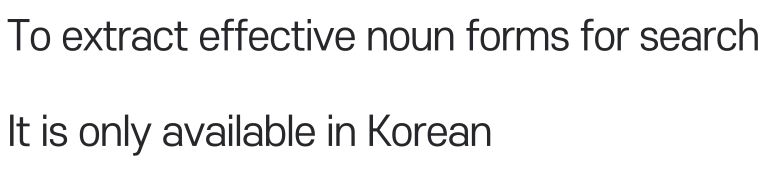 To extract effective noun forms for search
It is only available in Korean